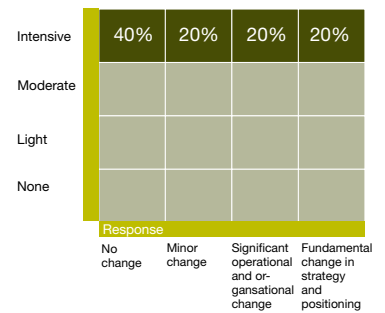 Intensive 40% 20% 20% 20%
Moderate
Light
None
Response
No
change
Minor
change
Significant
operational
and or-
gansational
change
Fundamental
change in
strategy
and
positioning